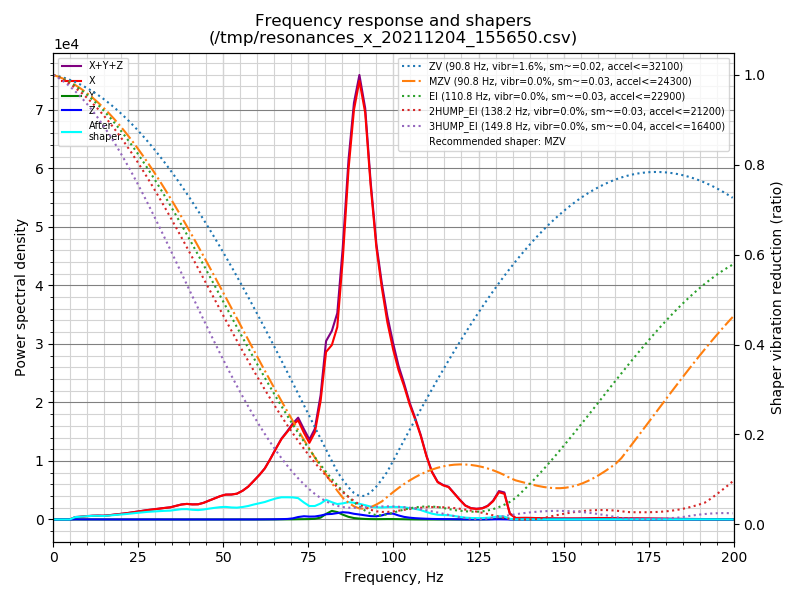 Frequency response and shapers
(/tmp/resonances_x_20211204_155650.csv)
1e4
X+Y+Z
X
Y
Z
After
shaper
ZV (90.8 Hz, vibr=1.6%, sm~=0.02, accel<=32100)
MZV (90.8 Hz, vibr=0.0%, sm~=0.03, accel<=24300)
EI (110.8 Hz, vibr=0.0%, sm~=0.03, accel<=22900)
2HUMP_EI (138.2 Hz, vibr=0.0%, sm~=0.03, accel<=21200)
3HUMP_EI (149.8 Hz, vibr=0.0%, sm~=0.04, accel<=16400)
Recommended shaper: MZV
7
6
5
4
3
2
1
0
Power spectral density
1.0
0.8
0.6
0.4
0.2
0.0
Shaper vibration reduction (ratio)
0 25 50 75 100 125 150 175 200
Frequency, Hz